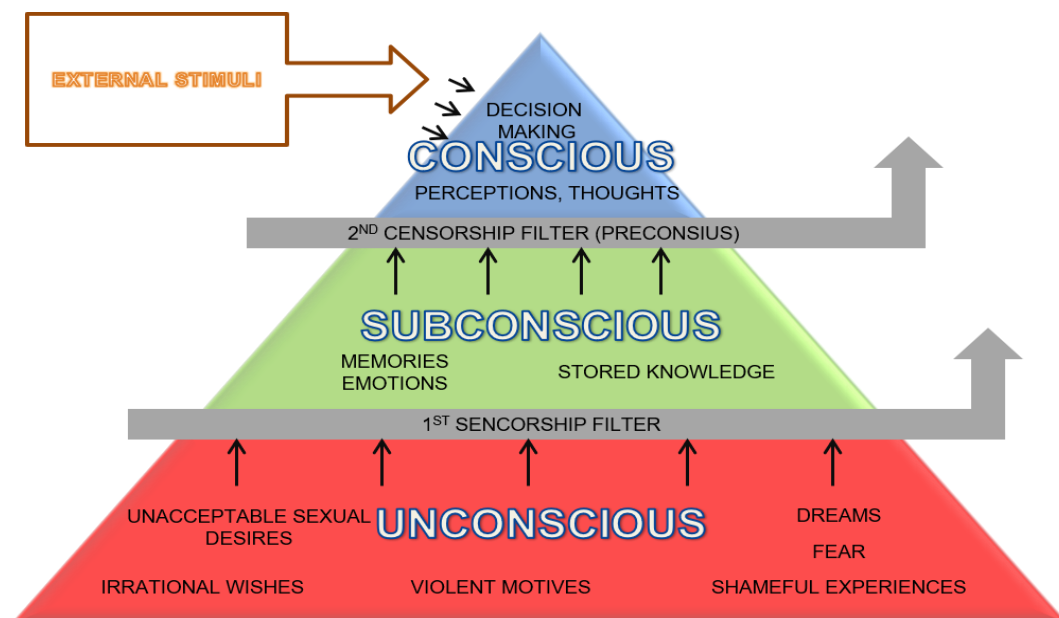 EXTERNAL STIMULI
DECISION
MAKING
CONSCIOUS
PERCEPTIONS, THOUGHTS
2ND CENSORSHIP FILTER (PRECONSIUS)
SUBCONSCIOUS
MEMORIES
EMOTIONS
STORED KNOWLEDGE
1ST SENCORSHIP FILTER
UNACCEPTABLE SEXUAL
DESIRES
UNCONSCIOUS
DREAMS
FEAR
IRRATIONAL WISHES
VIOLENT MOTIVES
SHAMEFUL EXPERIENCES